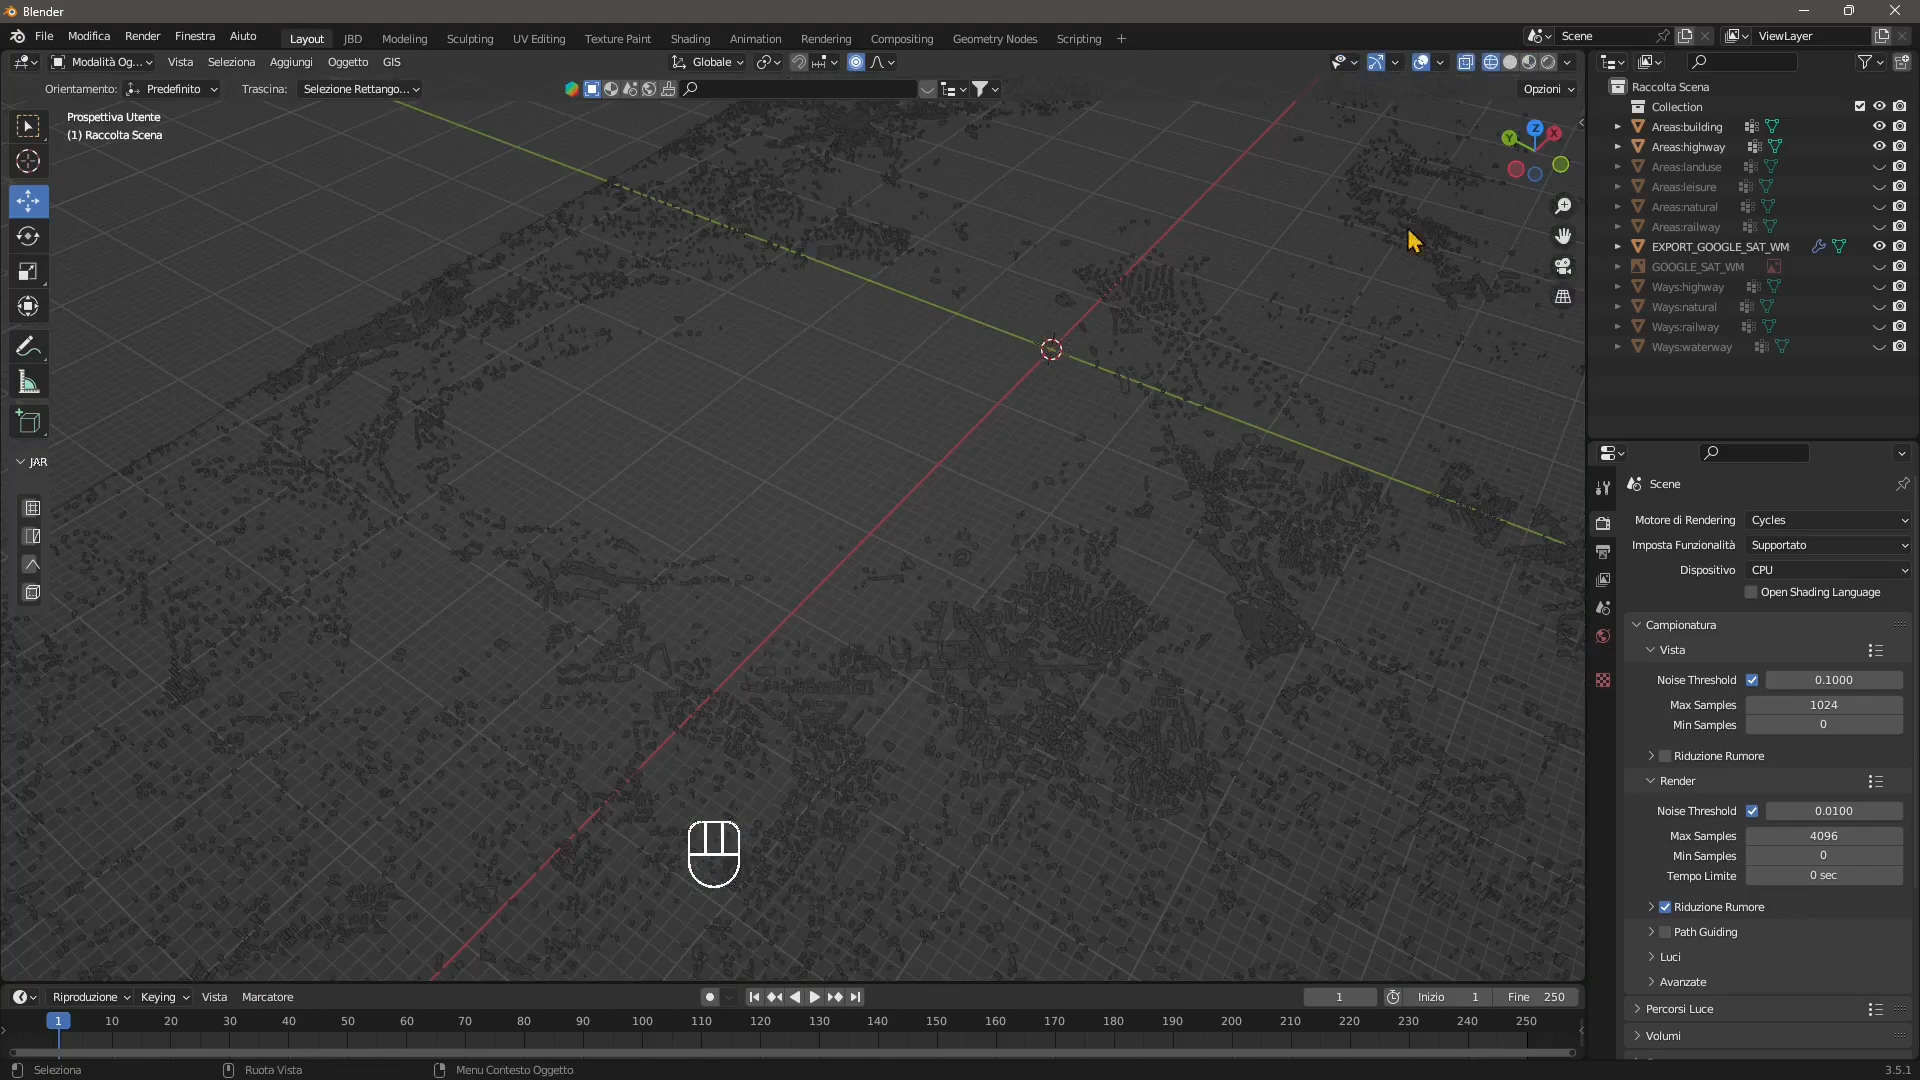 Blender
File Modifica Render Finestra Aiuto Layout JBD Modeling Sculpting UV Editing Texture Paint Shading Animation Rendering Compositing Geometry Nodes Scripting + Scene ViewLayer
Modalità Og... Vista Seleziona Aggiungi Oggetto GIS Globale
Orientamento: Predefinito Trascina: Selezione Rettango... Opzioni
Prospettiva Utente
(1) Raccolta Scena
Z
X
Y
JAR
Raccolta Scena
Collection
Areas:building
Areas:highway
Areas:landuse
Areas:leisure
Areas:natural
Areas:railway
EXPORT_GOOGLE_SAT_WM
GOOGLE_SAT_WM
Ways:highway
Ways:natural
Ways:railway
Ways:waterway
Scene
Motore di Rendering Cycles
Imposta Funzionalità Supportato
Dispositivo CPU
Open Shading Language
Campionatura
Vista
Noise Threshold 0.1000
Max Samples 1024
Min Samples 0
Riduzione Rumore
Render
Noise Threshold 0.0100
Max Samples 4096
Min Samples 0
Tempo Limite 0 sec
Riduzione Rumore
Path Guiding
Luci
Avanzate
Percorsi Luce
Volumi
Riproduzione Keying Vista Marcatore 1 Inizio 1 Fine 250
1 10 20 30 40 50 60 70 80 90 100 110 120 130 140 150 160 170 180 190 200 210 220 230 240 250
Seleziona Ruota Vista Menu Contesto Oggetto 3.5.1